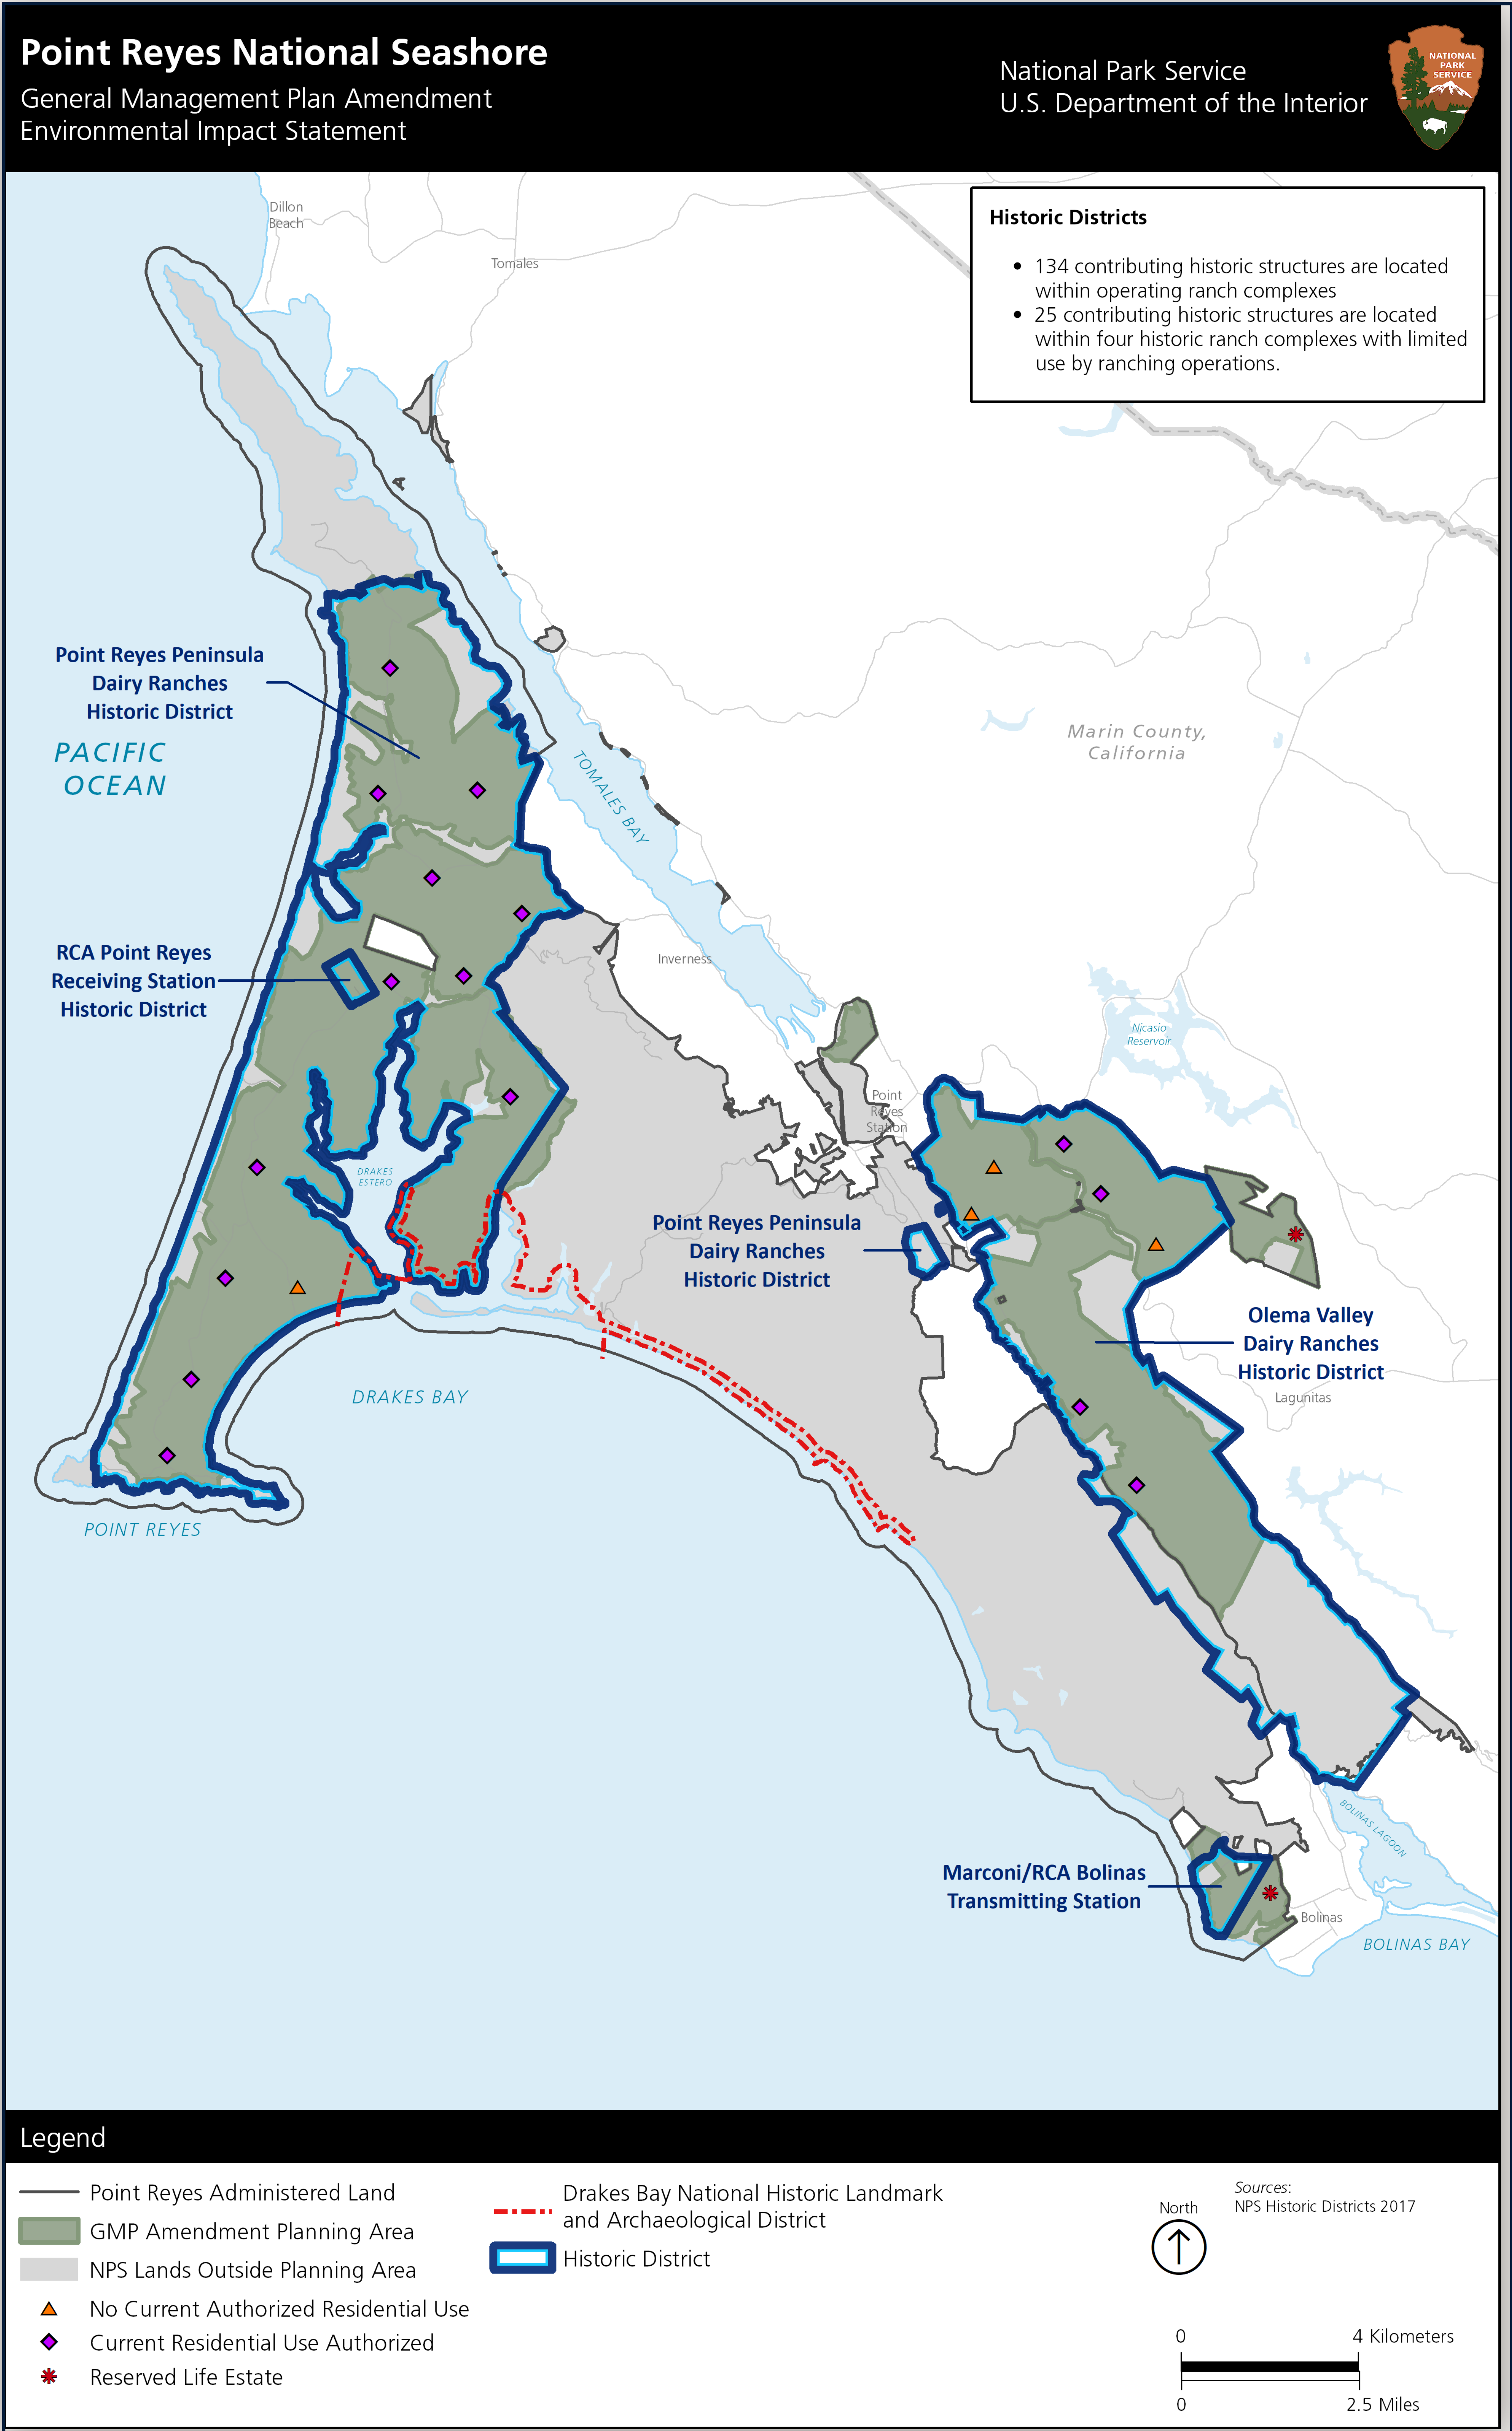 Point Reyes National Seashore
General Management Plan Amendment
Environmental Impact Statement
National Park Service
U.S. Department of the Interior
NATIONAL
PARK
SERVICE
Historic Districts
• 134 contributing historic structures are located
within operating ranch complexes
• 25 contributing historic structures are located
within four historic ranch complexes with limited
use by ranching operations.
Dillon
Beach
Tomales
Point Reyes Peninsula
Dairy Ranches
Historic District
PACIFIC
OCEAN
TOMALES BAY
Marin County,
California
RCA Point Reyes
Receiving Station
Historic District
Inverness
Nicasio
Reservoir
Point
Reyes
Station
DRAKES
ESTERO
Point Reyes Peninsula
Dairy Ranches
Historic District
Olema Valley
Dairy Ranches
Historic District
Lagunitas
DRAKES BAY
POINT REYES
BOLINAS LAGOON
Marconi/RCA Bolinas
Transmitting Station
Bolinas
BOLINAS BAY
Legend
Point Reyes Administered Land
GMP Amendment Planning Area
NPS Lands Outside Planning Area
No Current Authorized Residential Use
Current Residential Use Authorized
Reserved Life Estate
Drakes Bay National Historic Landmark
and Archaeological District
Historic District
North
Sources:
NPS Historic Districts 2017
0 4 Kilometers
0 2.5 Miles